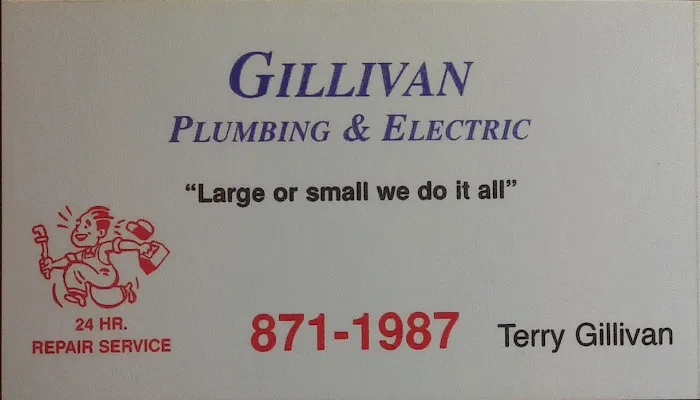 GILLIVAN
PLUMBING & ELECTRIC
“Large or small we do it all”
24 HR.
REPAIR SERVICE
871-1987
Terry Gillivan